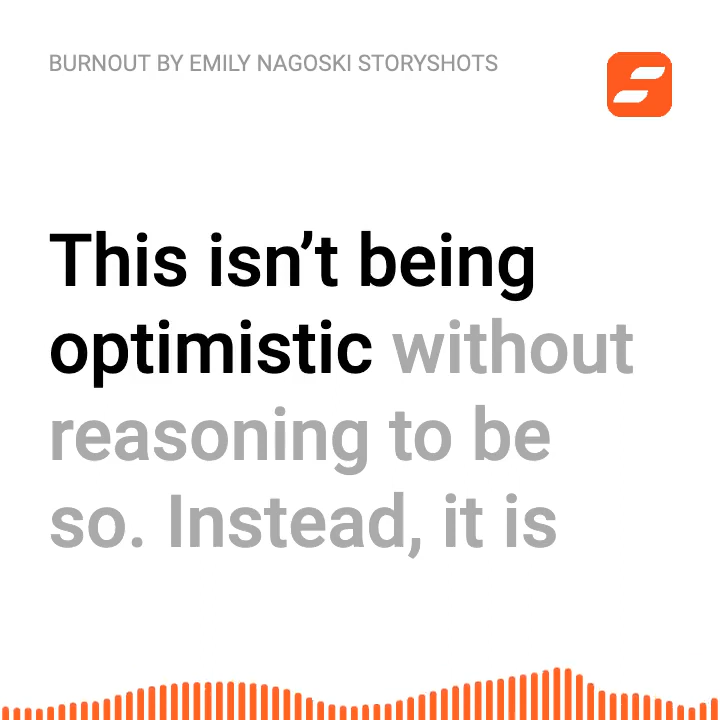 BURNOUT BY EMILY NAGOSKI STORYSHOTS
This isn’t being
optimistic without
reasoning to be
so. Instead, it is